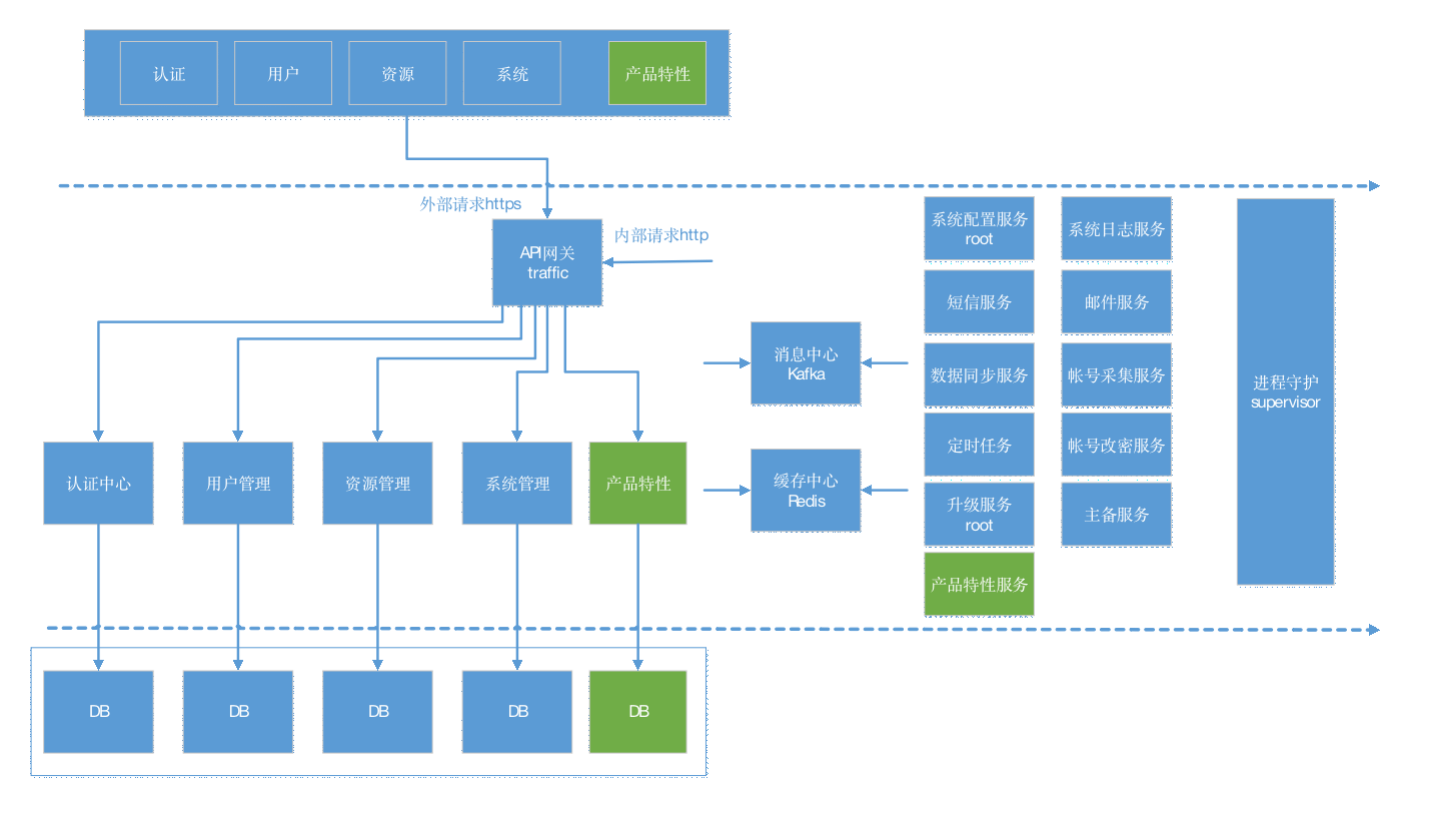 认证
用户
资源
系统
产品特性
外部请求https
API网关
traffic
内部请求http
系统配置服务
root
系统日志服务
短信服务
邮件服务
消息中心
Kafka
数据同步服务
帐号采集服务
进程守护
supervisor
定时任务
帐号改密服务
认证中心
用户管理
资源管理
系统管理
产品特性
缓存中心
Redis
升级服务
root
主备服务
产品特性服务
DB
DB
DB
DB
DB